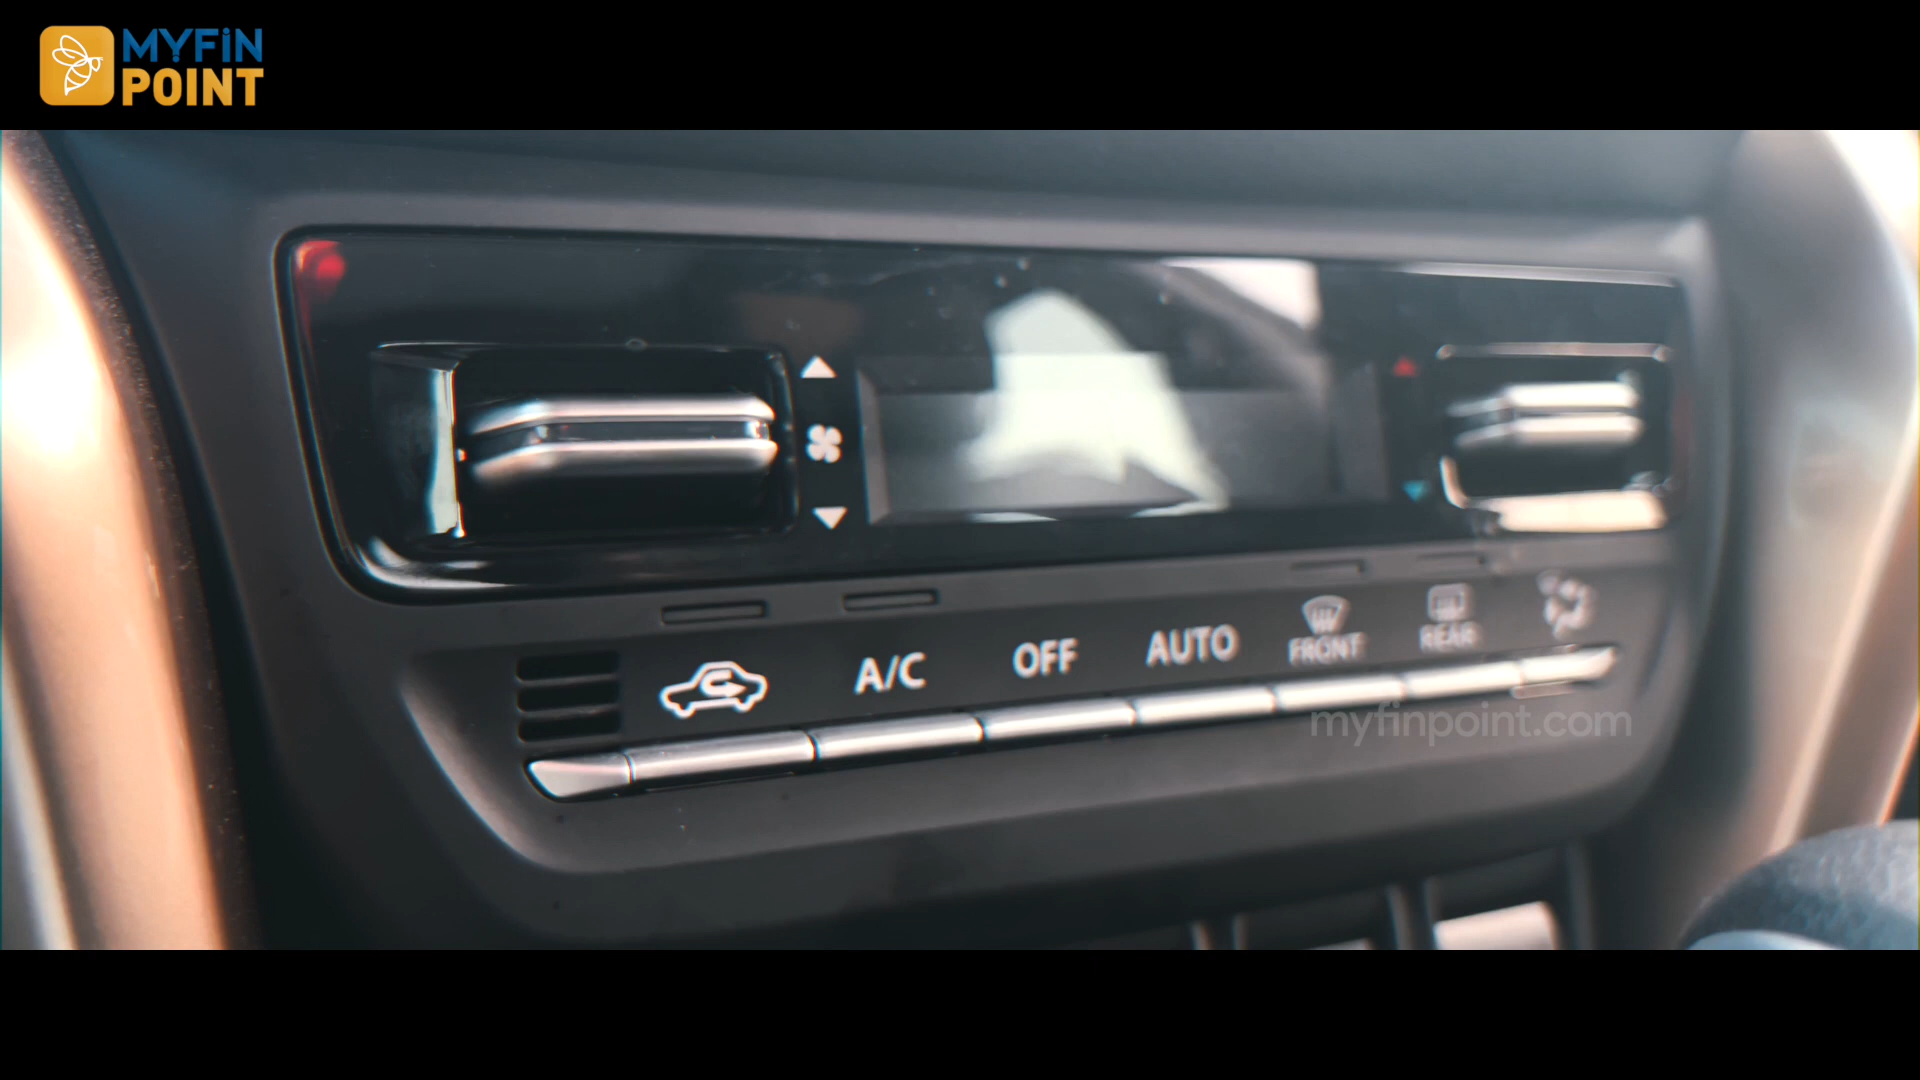 MYFiN
POINT
A/C
OFF
AUTO
FRONT
REAR
myfinpoint.com